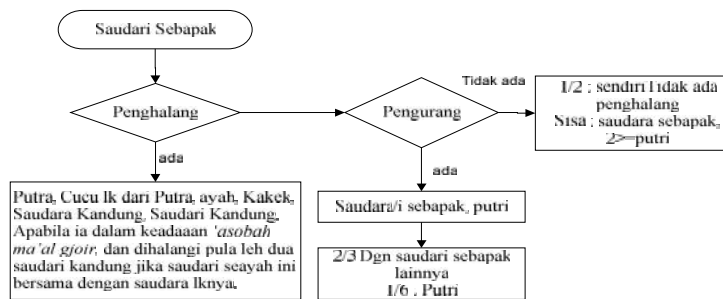 Saudari Sebapak
Penghalang
Pengurang
Tidak ada
1/2 ; sendiri Tidak ada
penghalang
Sisa ; saudara sebapak,
2>=putri
ada
ada
Putra, Cucu lk dari Putra, ayah, Kakek,
Saudara Kandung, Saudari Kandung,
Apabila ia dalam keadaaan 'asobah
ma'al gjoir, dan dihalangi pula leh dua
saudari kandung jika saudari seayah ini
bersama dengan saudara lknya.
Saudara/i sebapak, putri
2/3 Dgn saudari sebapak
lainnya
1/6 , Putri